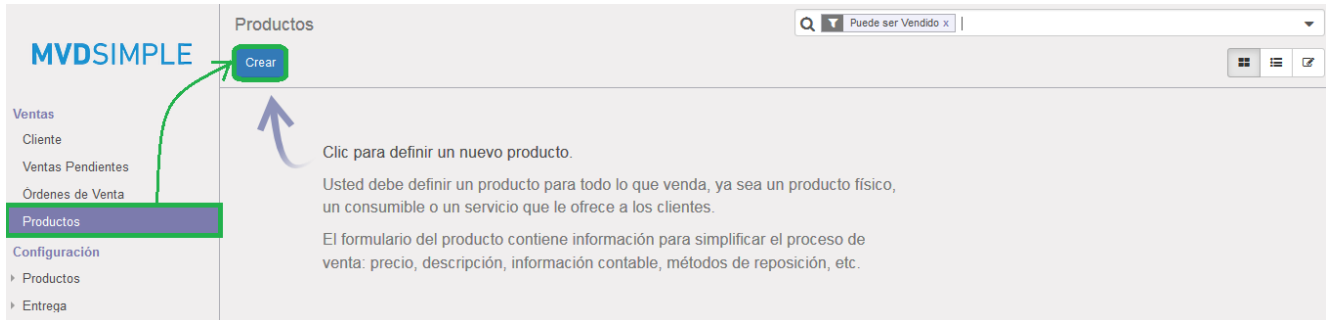 MVDSIMPLE
Ventas
Cliente
Ventas Pendientes
Órdenes de Venta
Productos
Configuración
Productos
Entrega
Productos
Puede ser Vendido x
Crear
Clic para definir un nuevo producto.
Usted debe definir un producto para todo lo que venda, ya sea un producto físico,
un consumible o un servicio que le ofrece a los clientes.
El formulario del producto contiene información para simplificar el proceso de
venta: precio, descripción, información contable, métodos de reposición, etc.